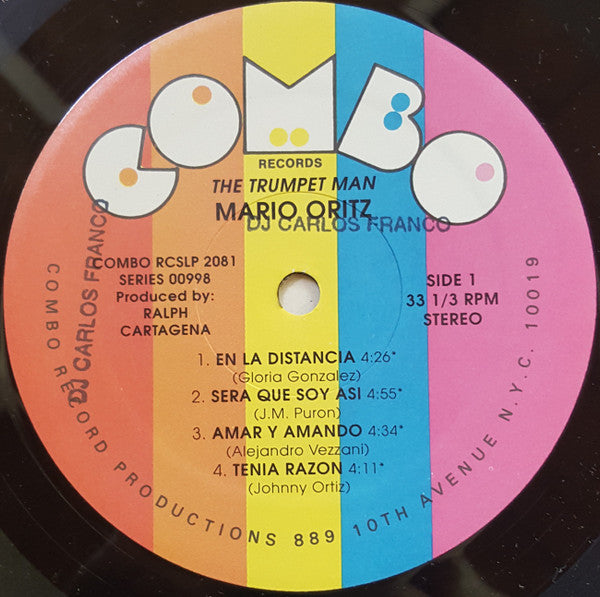 COMBO
RECORDS
THE TRUMPET MAN
MARIO ORITZ
DJ CARLOS FRANCO
DJ CARLOS FRANCO
COMBO RCSLP 2081
SERIES 00998
Produced by:
RALPH
CARTAGENA
SIDE 1
33 1/3 RPM
STEREO
1. EN LA DISTANCIA 4:26*
(Gloria Gonzalez)
2. SERA QUE SOY ASI 4:55*
(J.M. Puron)
3. AMAR Y AMANDO 4:34*
(Alejandro Vezzani)
4. TENIA RAZON 4:11*
(Johnny Ortiz)
COMBO RECORD PRODUCTIONS 889 10TH AVENUE N.Y.C. 10019